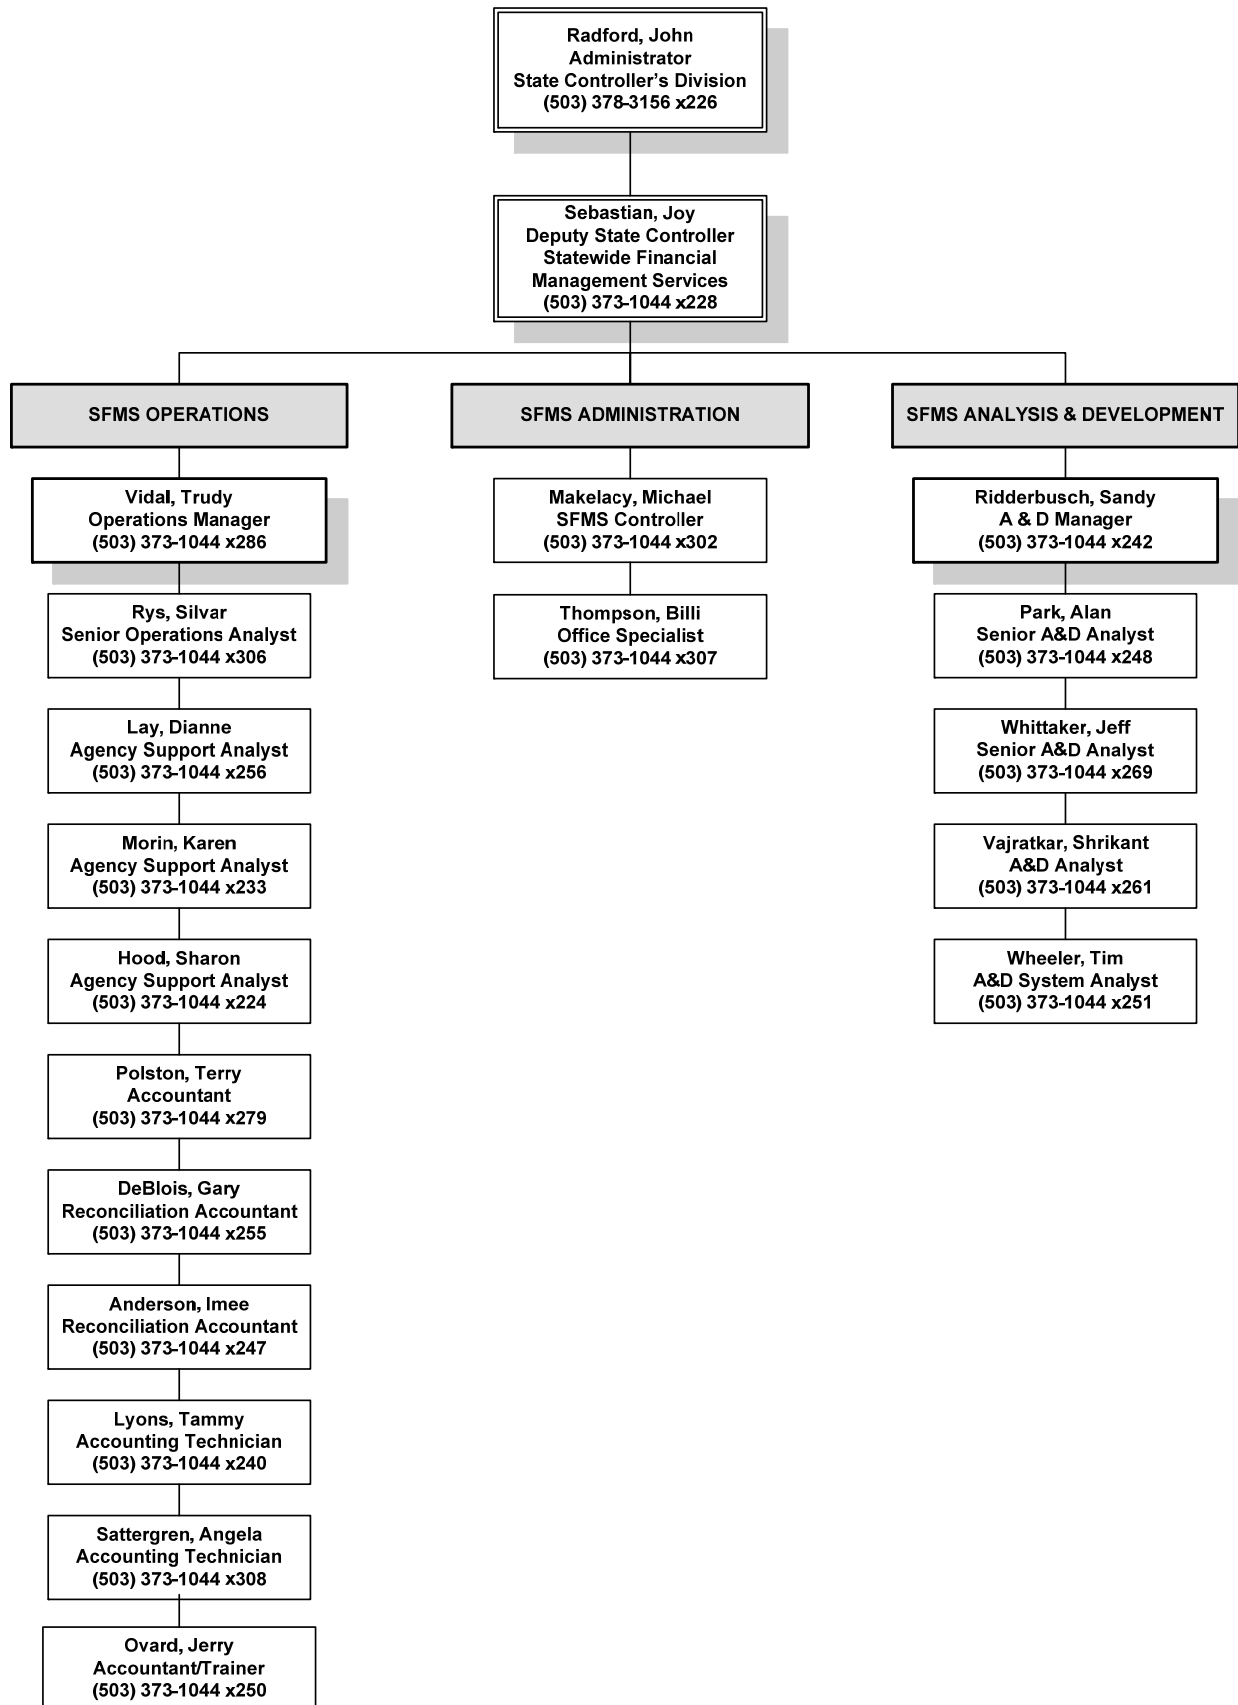 Radford, John
Administrator
State Controller's Division
(503) 378-3156 x226
Sebastian, Joy
Deputy State Controller
Statewide Financial
Management Services
(503) 373-1044 x228
SFMS OPERATIONS
Vidal, Trudy
Operations Manager
(503) 373-1044 x286
Rys, Silvar
Senior Operations Analyst
(503) 373-1044 x306
Lay, Dianne
Agency Support Analyst
(503) 373-1044 x256
Morin, Karen
Agency Support Analyst
(503) 373-1044 x233
Hood, Sharon
Agency Support Analyst
(503) 373-1044 x224
Polston, Terry
Accountant
(503) 373-1044 x279
DeBlois, Gary
Reconciliation Accountant
(503) 373-1044 x255
Anderson, Imee
Reconciliation Accountant
(503) 373-1044 x247
Lyons, Tammy
Accounting Technician
(503) 373-1044 x240
Sattergren, Angela
Accounting Technician
(503) 373-1044 x308
Ovard, Jerry
Accountant/Trainer
(503) 373-1044 x250
SFMS ADMINISTRATION
Makelacy, Michael
SFMS Controller
(503) 373-1044 x302
Thompson, Billi
Office Specialist
(503) 373-1044 x307
SFMS ANALYSIS & DEVELOPMENT
Ridderbusch, Sandy
A & D Manager
(503) 373-1044 x242
Park, Alan
Senior A&D Analyst
(503) 373-1044 x248
Whittaker, Jeff
Senior A&D Analyst
(503) 373-1044 x269
Vajratkar, Shrikant
A&D Analyst
(503) 373-1044 x261
Wheeler, Tim
A&D System Analyst
(503) 373-1044 x251